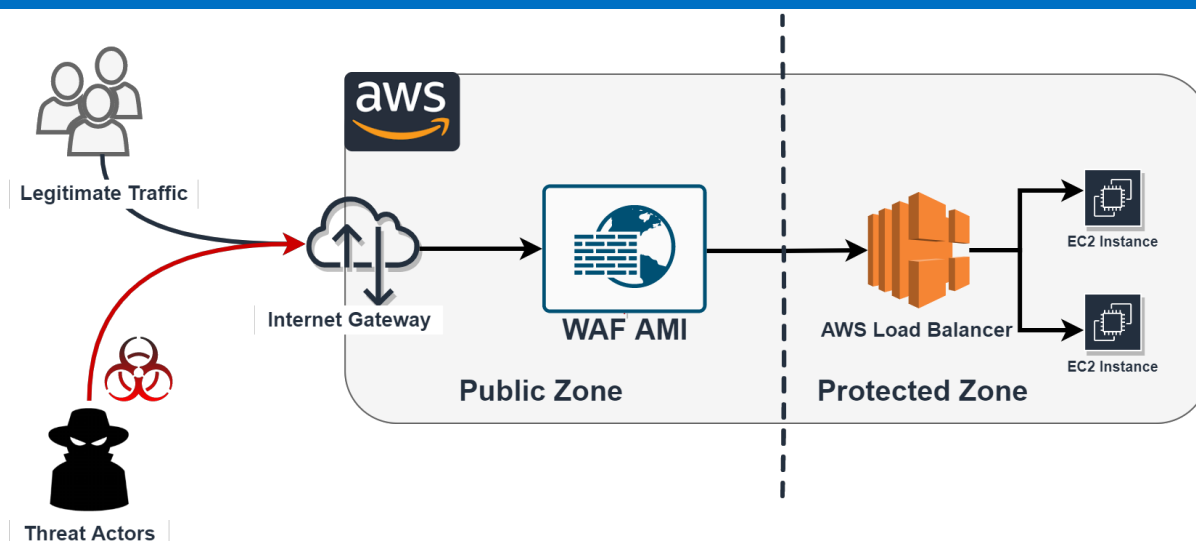 aws
Legitimate Traffic
Internet Gateway
WAF AMI
AWS Load Balancer
EC2 Instance
EC2 Instance
Public Zone
Protected Zone
Threat Actors